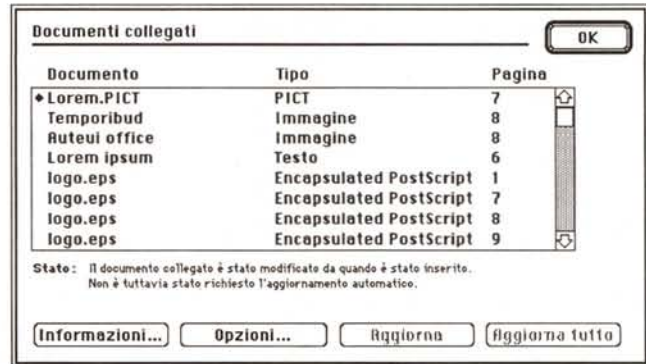 Documenti collegati
OK
Documento Tipo Pagina
◆Lorem.PICT PICT 7
Temporibud Immagine 8
Auteui office Immagine 8
Lorem ipsum Testo 6
logo.eps Encapsulated PostScript 1
logo.eps Encapsulated PostScript 7
logo.eps Encapsulated PostScript 8
logo.eps Encapsulated PostScript 9
Stato: Il documento collegato è stato modificato da quando è stato inserito.
Non è tuttavia stato richiesto l'aggiornamento automatico.
Informazioni... Opzioni... Aggiorna Aggiorna tutto